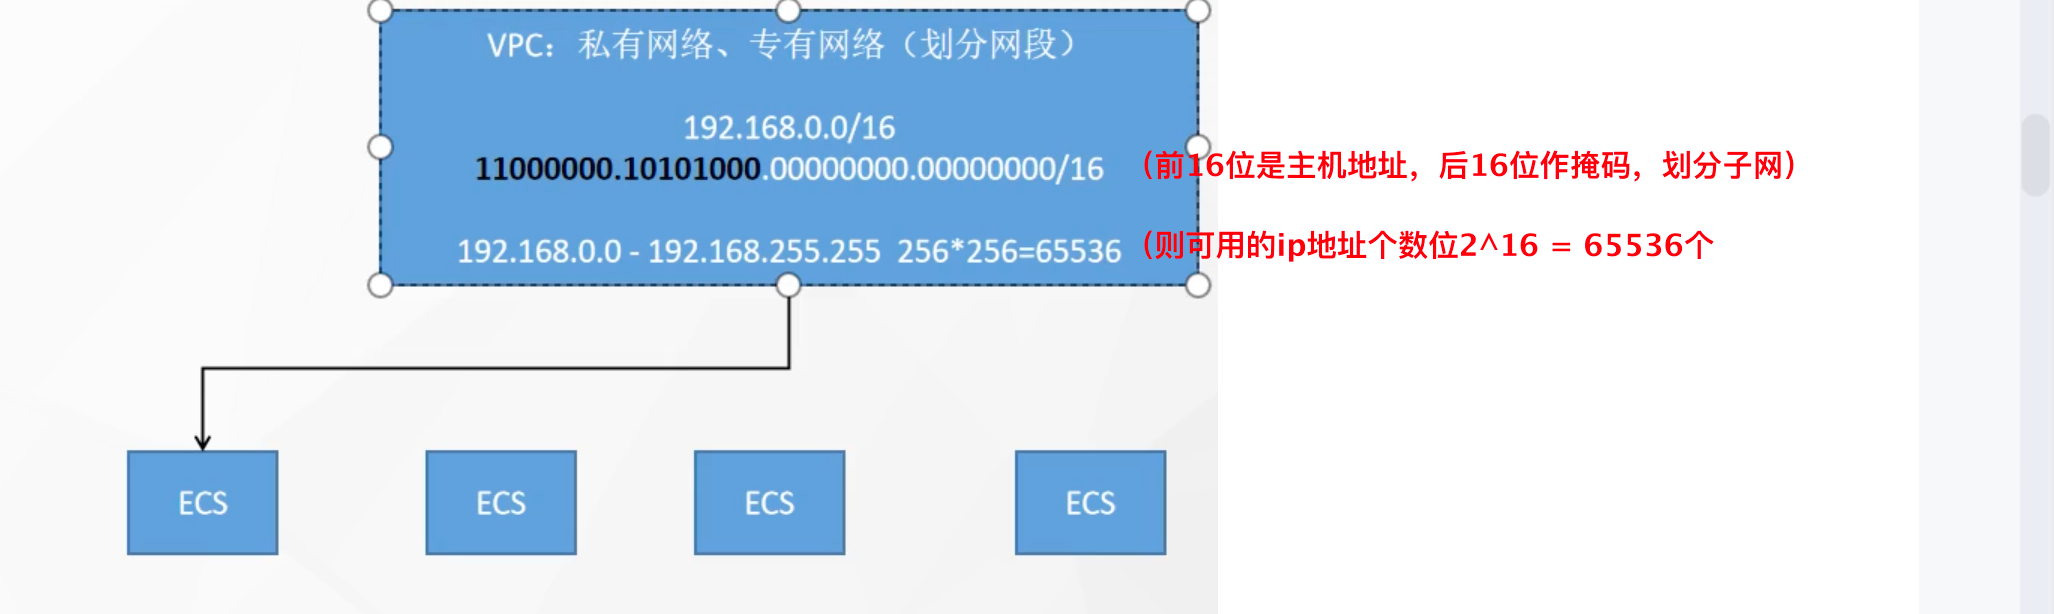 VPC：私有网络、专有网络（划分网段）
192.168.0.0/16
11000000.10101000.00000000.00000000/16
（前16位是主机地址，后16位作掩码，划分子网）
192.168.0.0 - 192.168.255.255 256*256=65536
（则可用的ip地址个数位2^16 = 65536个
ECS
ECS
ECS
ECS